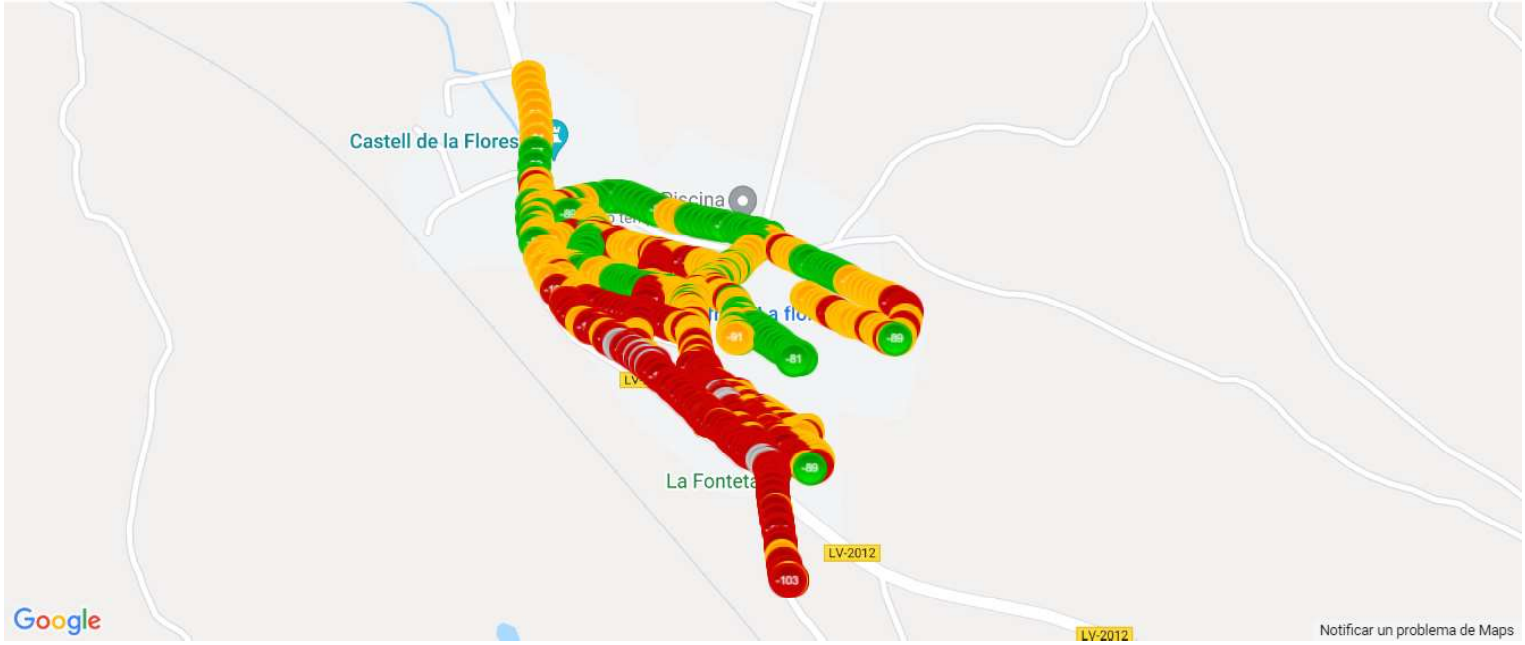 Castell de la Flores
Piscina
-91
-81
-89
-89
La Fonteta
-103
LV-2012
LV-2012
Google
Notificar un problema de Maps